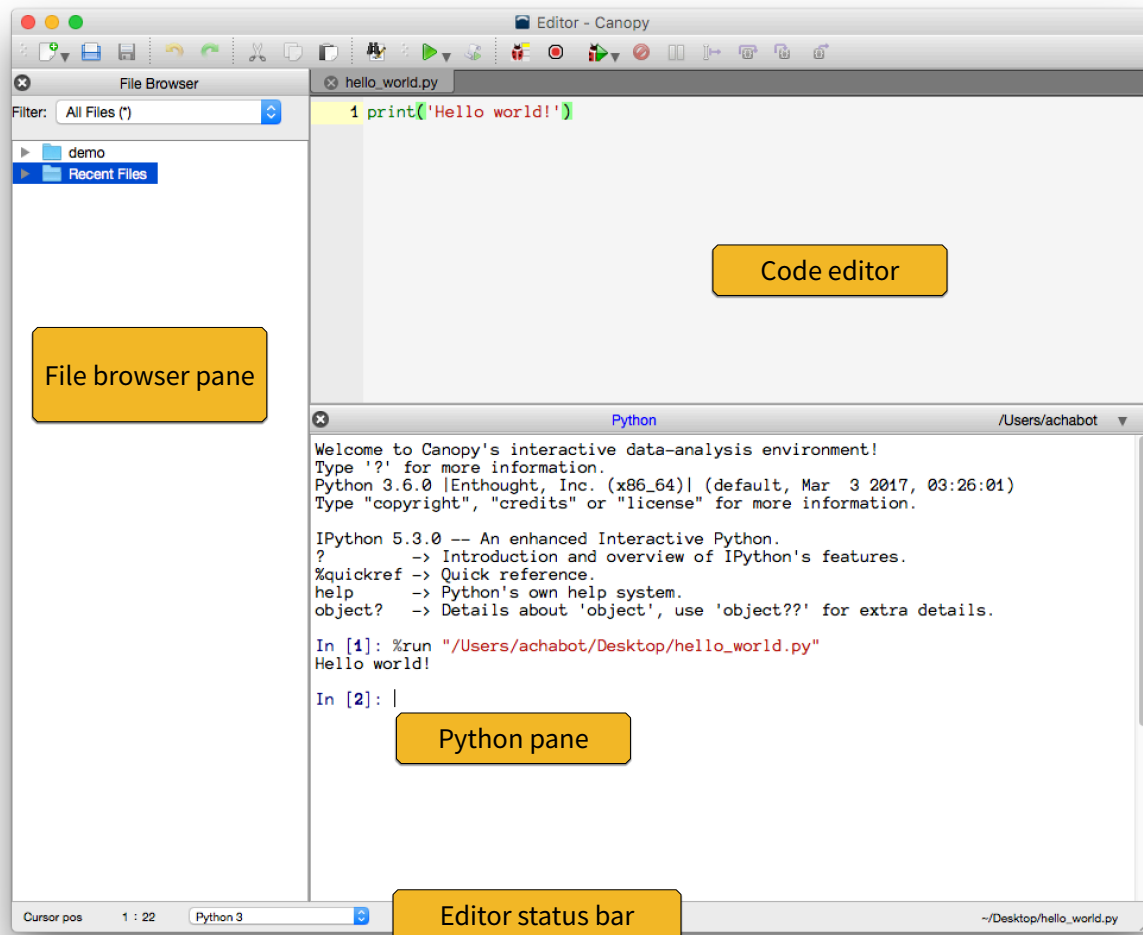 Editor - Canopy
File Browser
hello_world.py
Filter: All Files (*)
1 print('Hello world!')
demo
Recent Files
Code editor
File browser pane
Python /Users/achabot
Welcome to Canopy's interactive data-analysis environment!
Type '?' for more information.
Python 3.6.0 |Enthought, Inc. (x86_64)| (default, Mar  3 2017, 03:26:01)
Type "copyright", "credits" or "license" for more information.
IPython 5.3.0 -- An enhanced Interactive Python.
?         -> Introduction and overview of IPython's features.
%quickref -> Quick reference.
help      -> Python's own help system.
object?   -> Details about 'object', use 'object??' for extra details.
In [1]: %run "/Users/achabot/Desktop/hello_world.py"
Hello world!
In [2]:
Python pane
Cursor pos 1 : 22 Python 3 Editor status bar ~/Desktop/hello_world.py